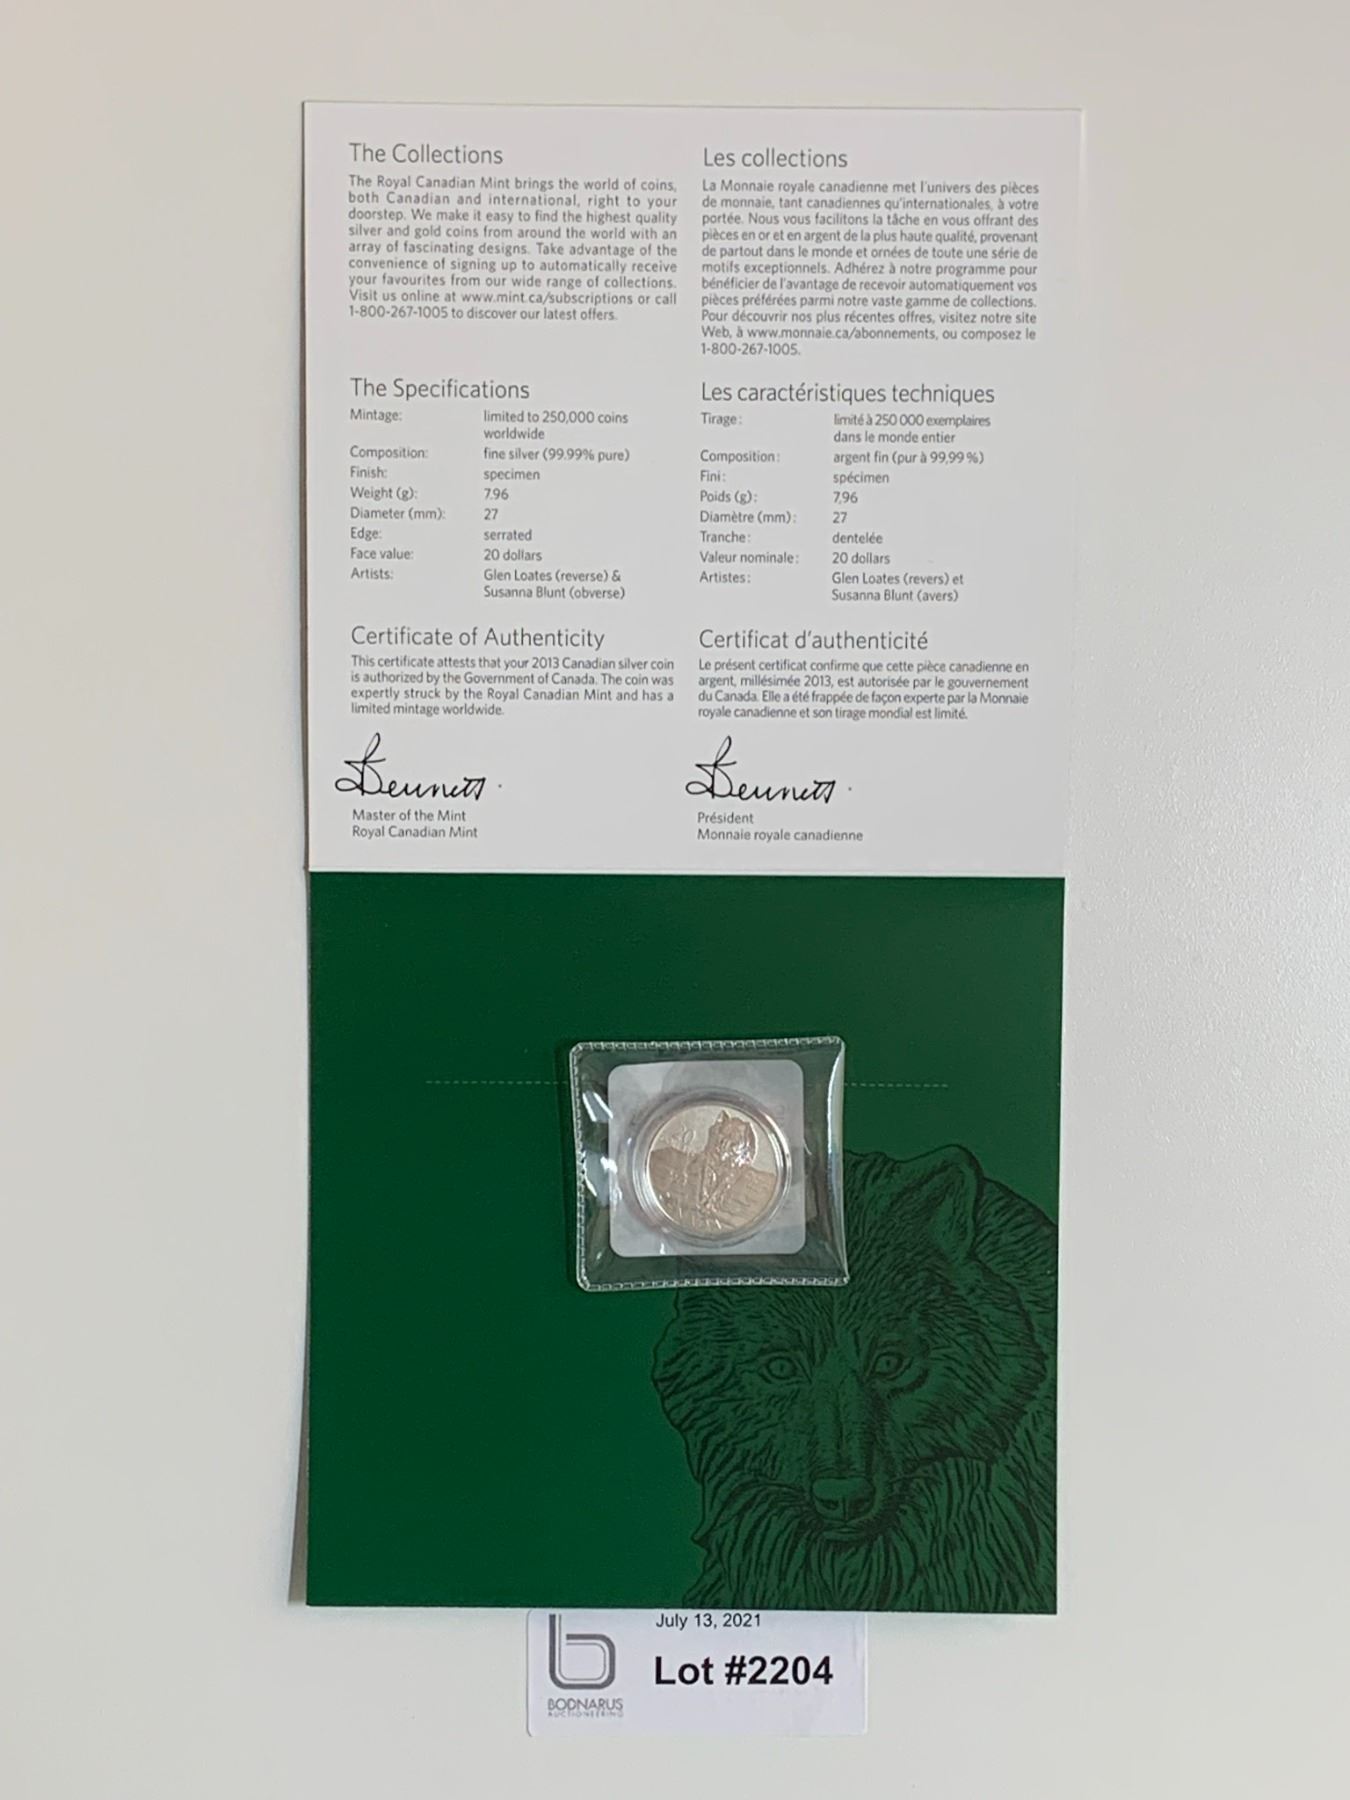 The Collections
The Royal Canadian Mint brings the world of coins,
both Canadian and international, right to your
doorstep. We make it easy to find the highest quality
silver and gold coins from around the world with an
array of fascinating designs. Take advantage of the
convenience of signing up to automatically receive
your favourites from our wide range of collections.
Visit us online at www.mint.ca/subscriptions or call
1-800-267-1005 to discover our latest offers.
Les collections
La Monnaie royale canadienne met l'univers des pièces
de monnaie, tant canadiennes qu'internationales, à votre
portée. Nous vous facilitons la tâche en vous offrant des
pièces en or et en argent de la plus haute qualité, provenant
de partout dans le monde et ornées de toute une série de
motifs exceptionnels. Adhérez à notre programme pour
bénéficier de l'avantage de recevoir automatiquement vos
pièces préférées parmi notre vaste gamme de collections.
Pour découvrir nos plus récentes offres, visitez notre site
Web, à www.monnaie.ca/abonnements, ou composez le
1-800-267-1005.
The Specifications
Mintage: limited to 250,000 coins
worldwide
Composition: fine silver (99.99% pure)
Finish: specimen
Weight (g): 7.96
Diameter (mm): 27
Edge: serrated
Face value: 20 dollars
Artists: Glen Loates (reverse) &
Susanna Blunt (obverse)
Les caractéristiques techniques
Tirage : limité à 250 000 exemplaires
dans le monde entier
Composition : argent fin (pur à 99,99 %)
Fini : spécimen
Poids (g) : 7,96
Diamètre (mm) : 27
Tranche : dentelée
Valeur nominale : 20 dollars
Artistes : Glen Loates (revers) et
Susanna Blunt (avers)
Certificate of Authenticity
This certificate attests that your 2013 Canadian silver coin
is authorized by the Government of Canada. The coin was
expertly struck by the Royal Canadian Mint and has a
limited mintage worldwide.
Bennett
Master of the Mint
Royal Canadian Mint
Certificat d'authenticité
Le présent certificat confirme que cette pièce canadienne en
argent, millésimée 2013, est autorisée par le gouvernement
du Canada. Elle a été frappée de façon experte par la Monnaie
royale canadienne et son tirage mondial est limité.
Bennett
Président
Monnaie royale canadienne
July 13, 2021
Lot #2204
BODNARUS
AUCTIONEERING